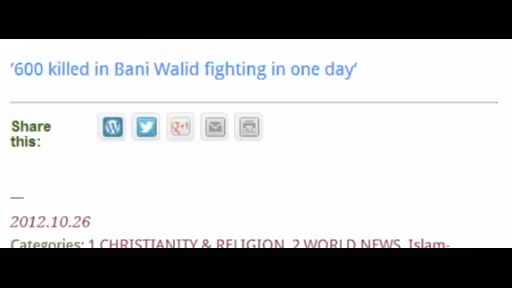 ‘600 killed in Bani Walid fighting in one day’
Share
this:
—
2012.10.26
Categories: 1 CHRISTIANITY & RELIGION, 2 WORLD NEWS, Islam-